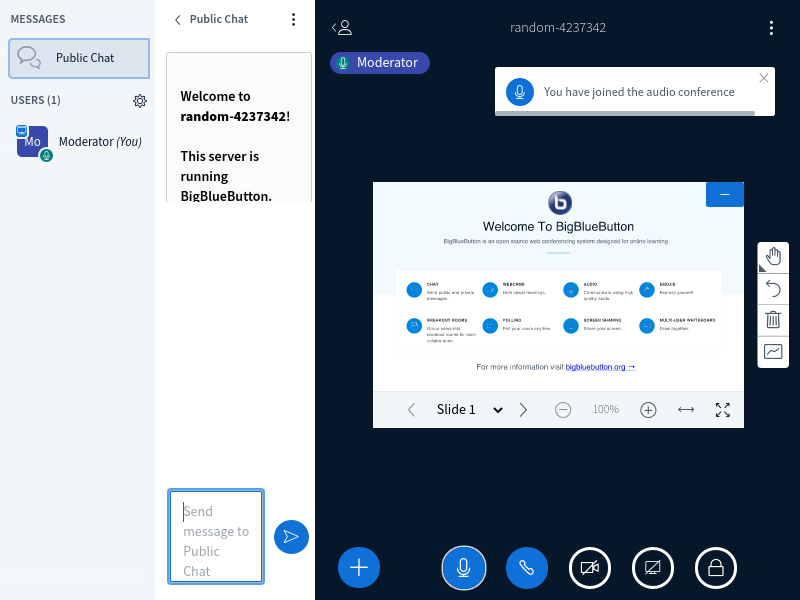 MESSAGES
Public Chat
USERS (1)
Mo
Moderator (You)
Public Chat
Welcome to
random-4237342!
This server is
running
BigBlueButton.
Send
message to
Public
Chat
random-4237342
Moderator
You have joined the audio conference
b
Welcome To BigBlueButton
BigBlueButton is an open source web conferencing system designed for online learning
CHAT
Send public and private
messages.
WEBCAMS
Hold visual meetings.
AUDIO
Communicate using high
quality audio.
EMOJIS
Express yourself.
BREAKOUT ROOMS
Group users into
breakout rooms for team
collaboration.
POLLING
Poll your users anytime.
SCREEN SHARING
Share your screen.
MULTI-USER WHITEBOARD
Draw together.
For more information visit bigbluebutton.org →
Slide 1
100%